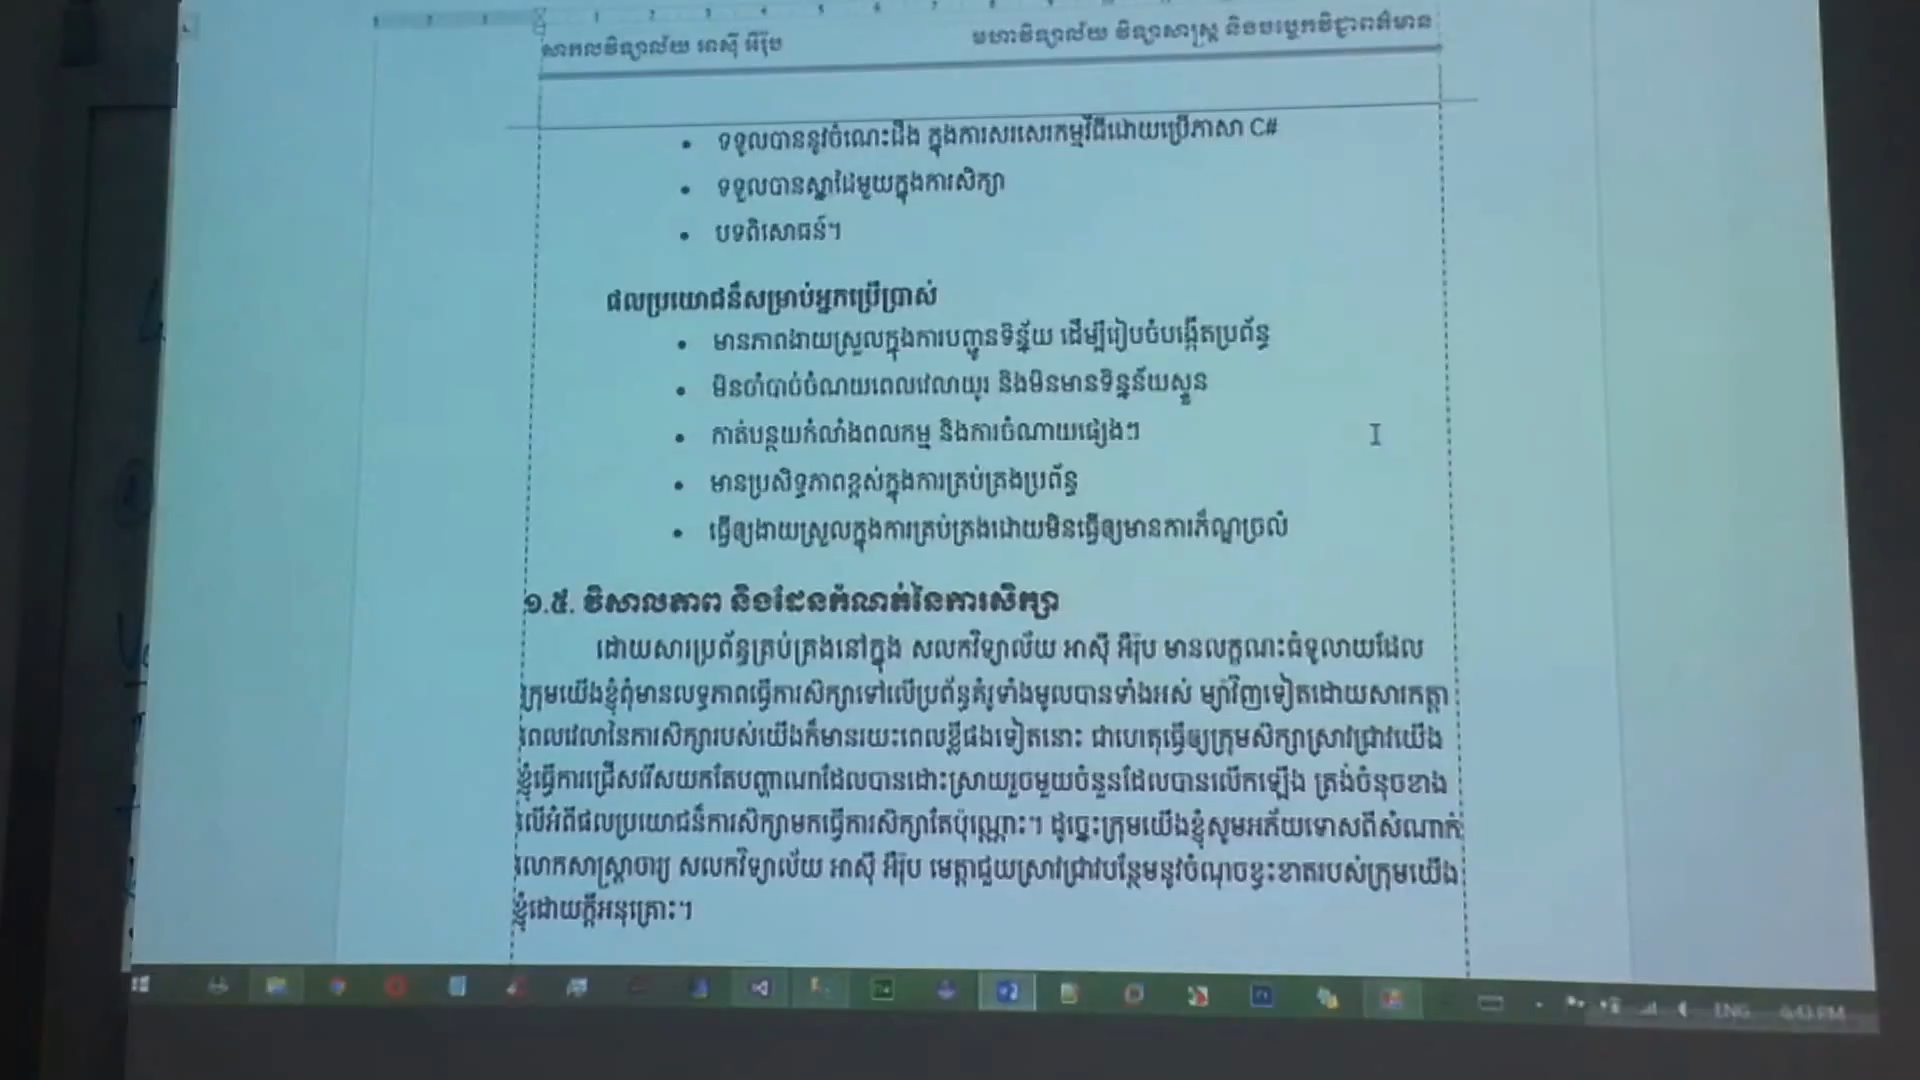 សាកលវិទ្យាល័យ អាស៊ី អឺរ៉ុប
មហាវិទ្យាល័យ វិទ្យាសាស្ត្រ និងបច្ចេកវិជ្ជាពត៌មាន
• ទទួលបាននូវចំណេះដឹង ក្នុងការសរសេរកម្មវីធីដោយប្រើភាសា C#
• ទទួលបានស្នាដៃមួយក្នុងការសិក្សា
• បទពិសោធន៍។
ផលប្រយោជន៍សម្រាប់អ្នកប្រើប្រាស់
• មានភាពងាយស្រួលក្នុងការបញ្ជូនទិន្ន័យ ដើម្បីរៀបចំបង្កើតប្រព័ន្ធ
• មិនចាំបាច់ចំណយពេលវេលាយូរ និងមិនមានទិន្នន័យស្ទួន
• កាត់បន្ថយកំលាំងពលកម្ម និងការចំណាយផ្សេងៗ
• មានប្រសិទ្ធភាពខ្ពស់ក្នុងការគ្រប់គ្រងប្រព័ន្ធ
• ធ្វើឲ្យងាយស្រួលក្នុងការគ្រប់គ្រងដោយមិនធ្វើឲ្យមានការភ័ណ្ឌច្រលំ
១.៥. វិសាលភាព និងដែនកំណត់នៃការសិក្សា
ដោយសារប្រព័ន្ធគ្រប់គ្រងនៅក្នុង សលកវិទ្យាល័យ អាស៊ី អឺរ៉ុប មានលក្ខណះធំទូលាយដែល
ក្រុមយើងខ្ញុំពុំមានលទ្ធភាពធ្វើការសិក្សាទៅលើប្រព័ន្ធគំរូទាំងមូលបានទាំងអស់ ម្យ៉ាវិញទៀតដោយសារកត្តា
ពេលវេលានៃការសិក្សារបស់យើងក៏មានរយះពេលខ្លីផងទៀតនោះ ជាហេតុធ្វើឲ្យក្រុមសិក្សាស្រាវជ្រាវយើង
ខ្ញុំធ្វើការជ្រើសរើសយកតែបញ្ហាណាដែលបានដោះស្រាយរួចមួយចំនួនដែលបានលើកឡើង ត្រង់ចំនុចខាង
លើអំពីផលប្រយោជន៏ការសិក្សាមកធ្វើការសិក្សាតែប៉ុណ្ណោះ។ ដូច្នេះក្រុមយើងខ្ញុំសូមអភ័យទោសពីសំណាក់
លោកសាស្ត្រាចារ្យ សលកវិទ្យាល័យ អាស៊ី អឺរ៉ុប មេត្តាជួយស្រាវជ្រាវបន្ថែមនូវចំណុចខ្វះខាតរបស់ក្រុមយើង
ខ្ញុំដោយក្តីអនុគ្រោះ។
ENG 6:43 PM